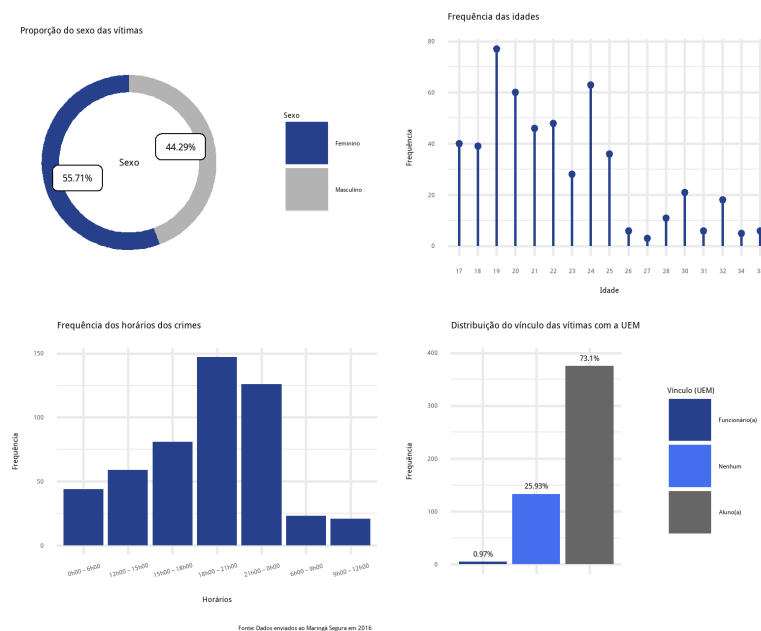 Proporção do sexo das vítimas
Sexo
55.71%
44.29%
Sexo
Feminino
Masculino
Frequência das idades
Frequência
80
60
40
20
0
17 18 19 20 21 22 23 24 25 26 27 28 30 31 32 34
Idade
Frequência dos horários dos crimes
Frequência
150
100
50
0
0h00 – 6h00 12h00 – 15h00 15h00 – 18h00 18h00 – 21h00 21h00 – 0h00 6h00 – 9h00 9h00 – 12h00
Horários
Fonte: Dados enviados ao Maringá Segura em 2016
Distribuição do vínculo das vítimas com a UEM
Frequência
400
300
200
100
0
0.97%
25.93%
73.1%
Vínculo (UEM)
Funcionário(a)
Nenhum
Aluno(a)